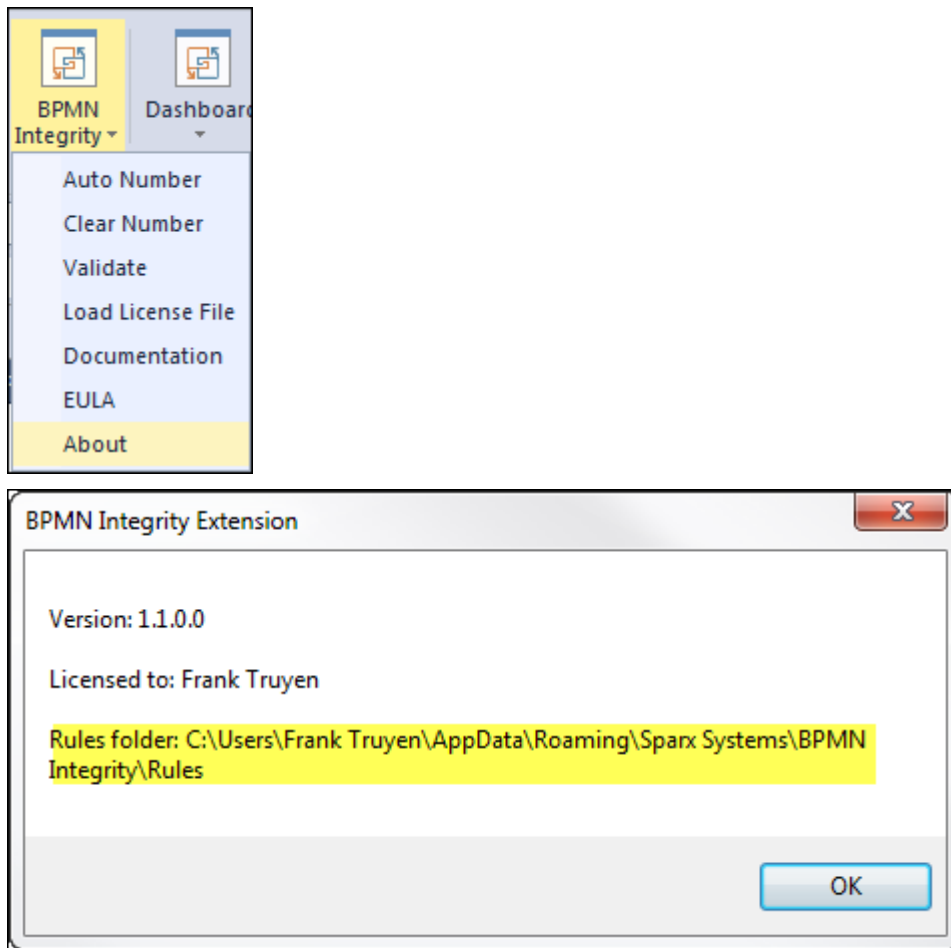 BPMN
Integrity
Dashboard
Auto Number
Clear Number
Validate
Load License File
Documentation
EULA
About
BPMN Integrity Extension
Version: 1.1.0.0
Licensed to: Frank Truyen
Rules folder: C:\Users\Frank Truyen\AppData\Roaming\Sparx Systems\BPMN
Integrity\Rules
OK